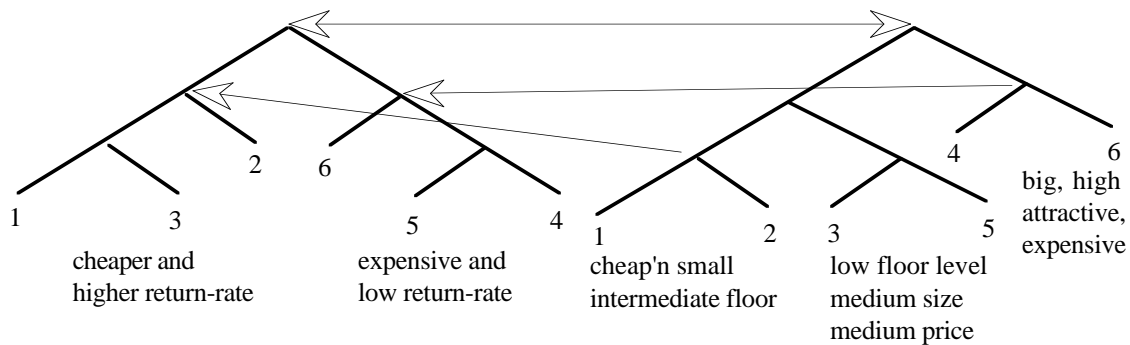 2
6
4
6
1
3
5
4
1
2
3
5
cheaper and
higher return-rate
expensive and
low return-rate
cheap'n small
intermediate floor
low floor level
medium size
medium price
big, high
attractive,
expensive